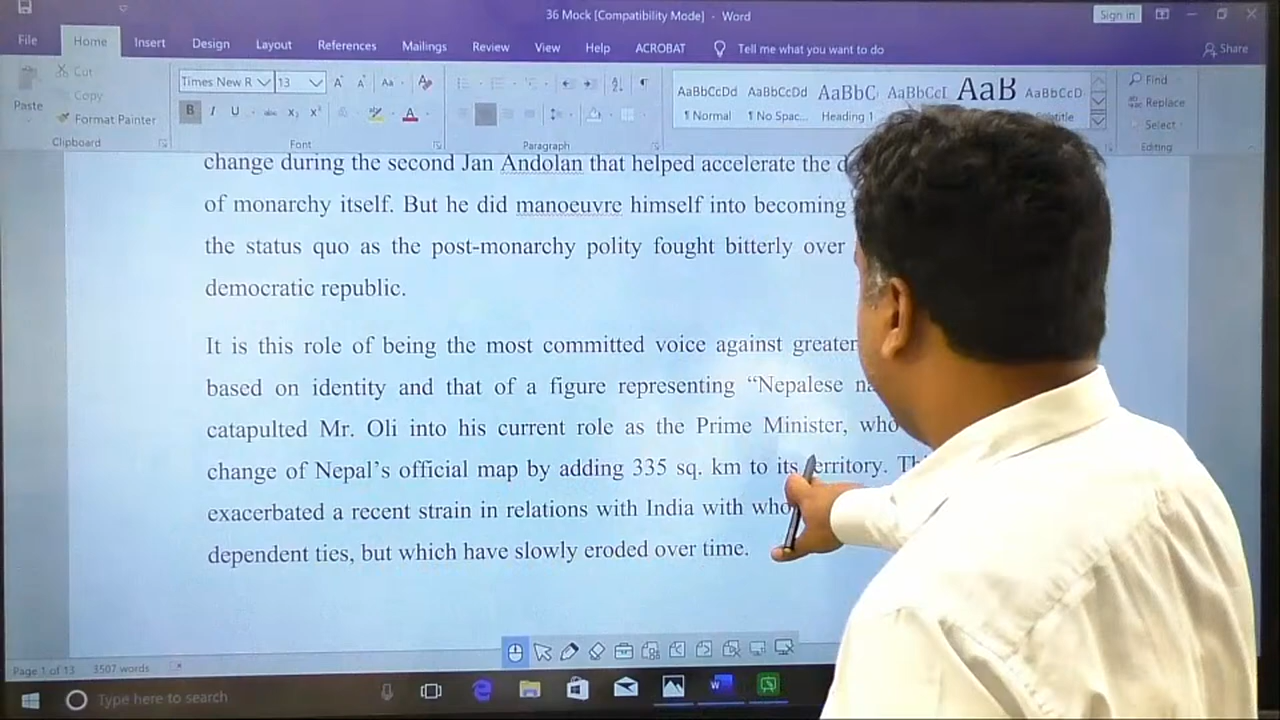 36 Mock [Compatibility Mode] - Word
Sign in
File Home Insert Design Layout References Mailings Review View Help ACROBAT Tell me what you want to do Share
Paste
Cut
Copy
Format Painter
Clipboard
Times New R 13
B I U abc X₂ X²
Font
Paragraph
AaBbCcDd AaBbCcDd AaBbC AaBbCcI AaB AaBbCcD
¶ Normal ¶ No Spac... Heading 1
Find
Replace
Select
Editing
change during the second Jan Andolan that helped accelerate the
of monarchy itself. But he did manoeuvre himself into becoming
the status quo as the post-monarchy polity fought bitterly over
democratic republic.
It is this role of being the most committed voice against greater
based on identity and that of a figure representing “Nepalese
catapulted Mr. Oli into his current role as the Prime Minister, who
change of Nepal’s official map by adding 335 sq. km to its territory.
exacerbated a recent strain in relations with India with
dependent ties, but which have slowly eroded over time.
Page 1 of 13 3507 words
Type here to search